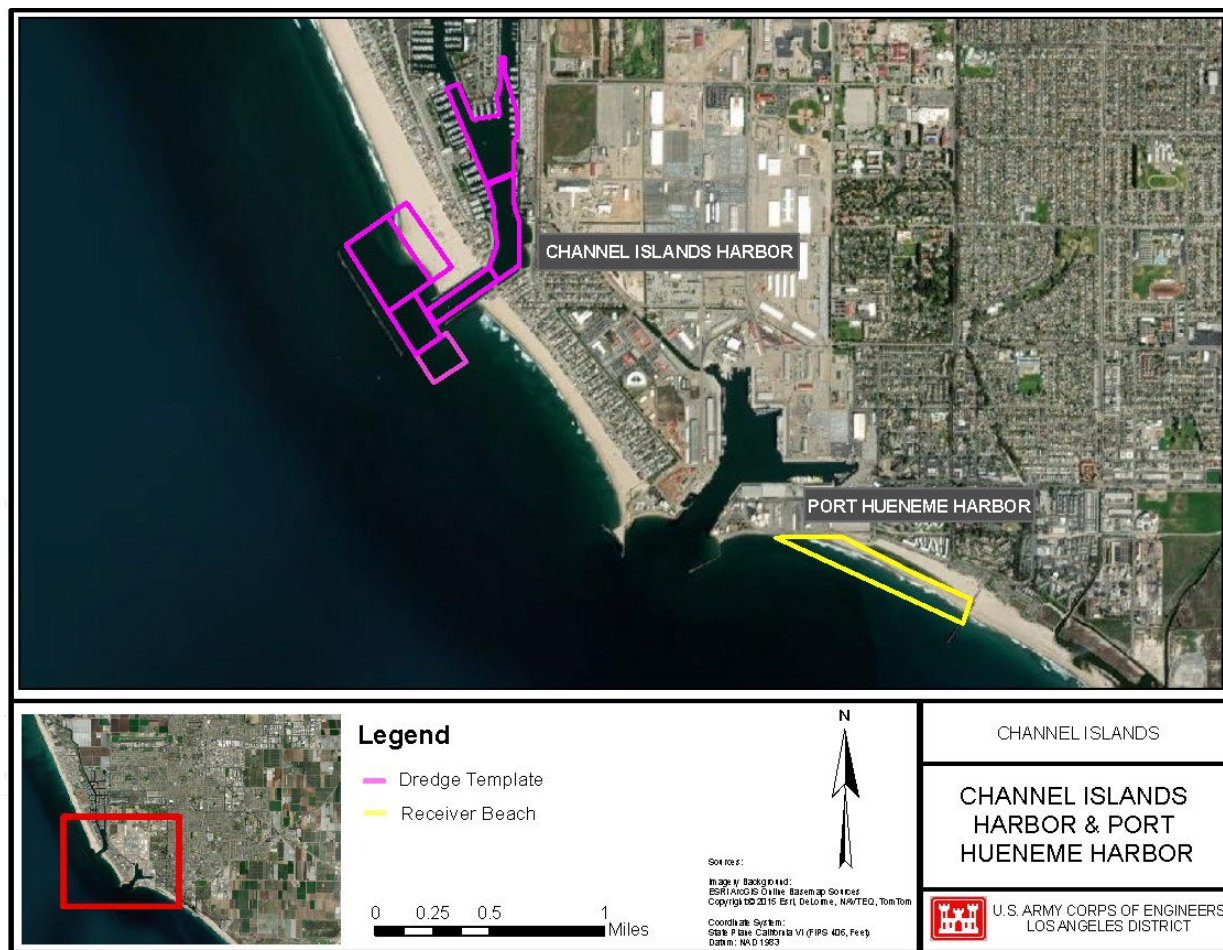 CHANNEL ISLANDS HARBOR
PORT HUENEME HARBOR
Legend
Dredge Template
Receiver Beach
0 0.25 0.5 1
Miles
N
Sources:
Imagery Background:
ESRI ArcGIS Online Basemap Sources
Copyright:© 2015 Esri, DeLorme, NAVTEQ, TomTom
Coordinate System:
State Plane California VI (FIPS 406, Feet)
Datum: NAD 1983
CHANNEL ISLANDS
CHANNEL ISLANDS
HARBOR & PORT
HUENEME HARBOR
U.S. ARMY CORPS OF ENGINEERS
LOS ANGELES DISTRICT